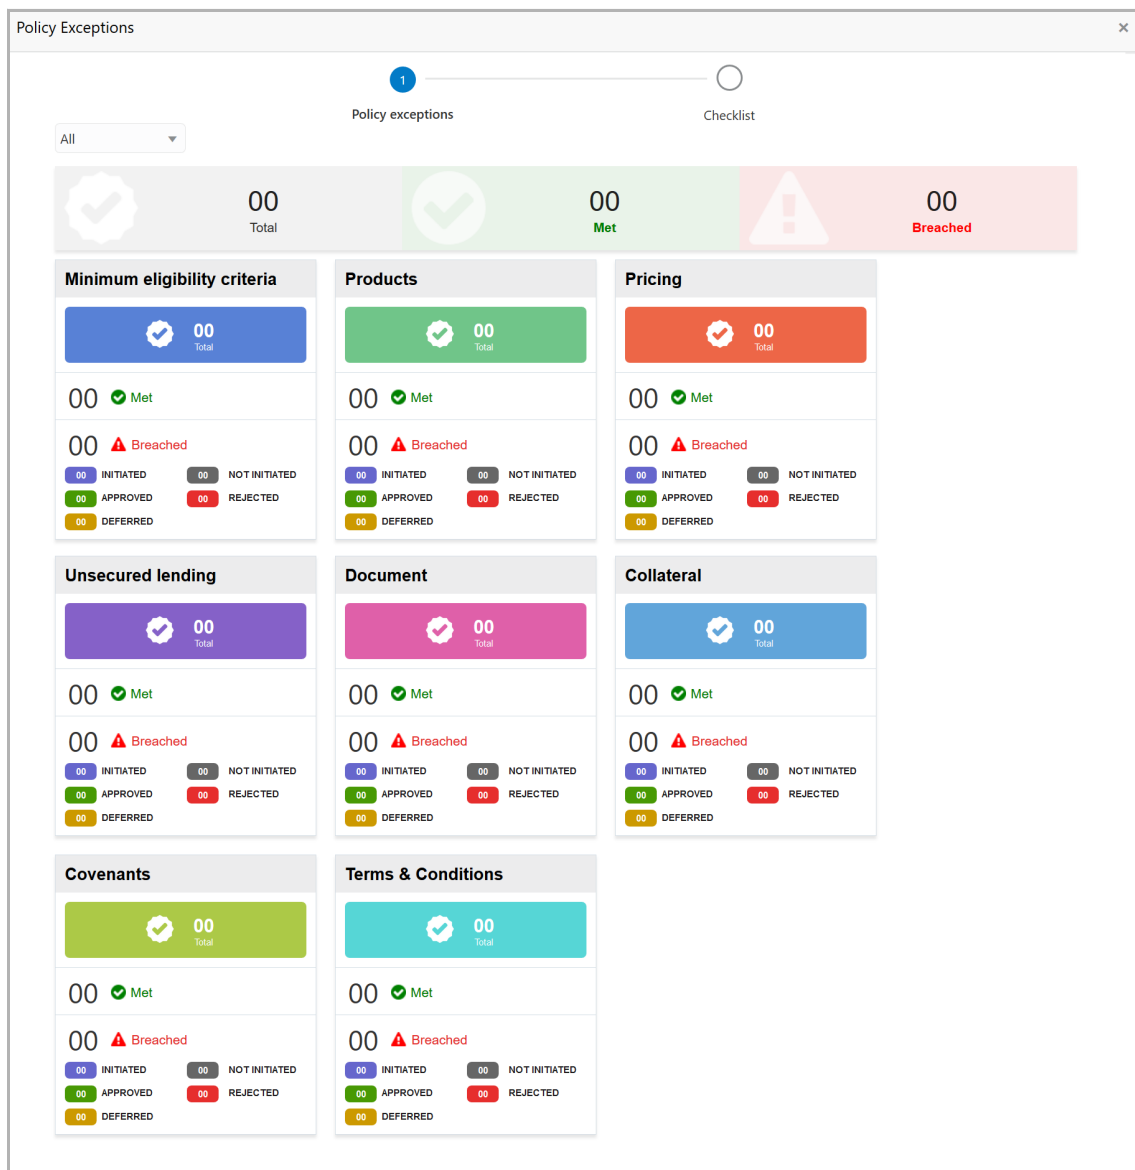 Policy Exceptions ×
1
Policy exceptions Checklist
All
00 00 00
Total Met Breached
Minimum eligibility criteria Products Pricing
00 00 00
Total Total Total
00 Met 00 Met 00 Met
00 Breached 00 Breached 00 Breached
00 INITIATED 00 NOT INITIATED 00 INITIATED 00 NOT INITIATED 00 INITIATED 00 NOT INITIATED
00 APPROVED 00 REJECTED 00 APPROVED 00 REJECTED 00 APPROVED 00 REJECTED
00 DEFERRED 00 DEFERRED 00 DEFERRED
Unsecured lending Document Collateral
00 00 00
Total Total Total
00 Met 00 Met 00 Met
00 Breached 00 Breached 00 Breached
00 INITIATED 00 NOT INITIATED 00 INITIATED 00 NOT INITIATED 00 INITIATED 00 NOT INITIATED
00 APPROVED 00 REJECTED 00 APPROVED 00 REJECTED 00 APPROVED 00 REJECTED
00 DEFERRED 00 DEFERRED 00 DEFERRED
Covenants Terms & Conditions
00 00
Total Total
00 Met 00 Met
00 Breached 00 Breached
00 INITIATED 00 NOT INITIATED 00 INITIATED 00 NOT INITIATED
00 APPROVED 00 REJECTED 00 APPROVED 00 REJECTED
00 DEFERRED 00 DEFERRED